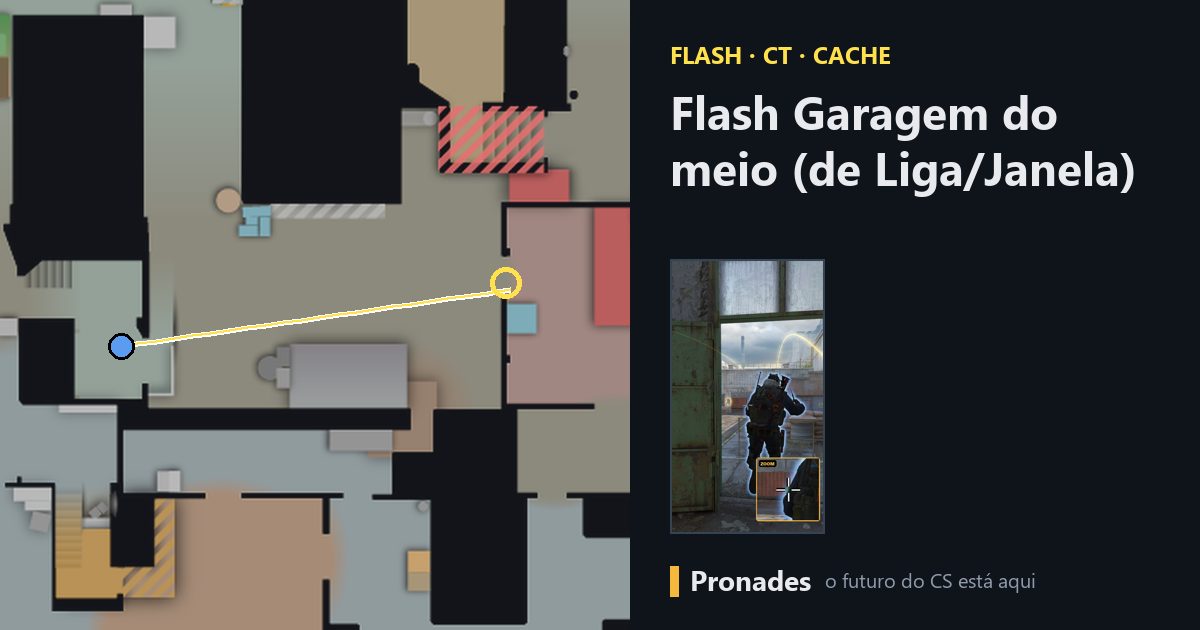 FLASH · CT · CACHE
Flash Garagem do
meio (de Liga/Janela)
ZOOM
Pronades o futuro do CS está aqui